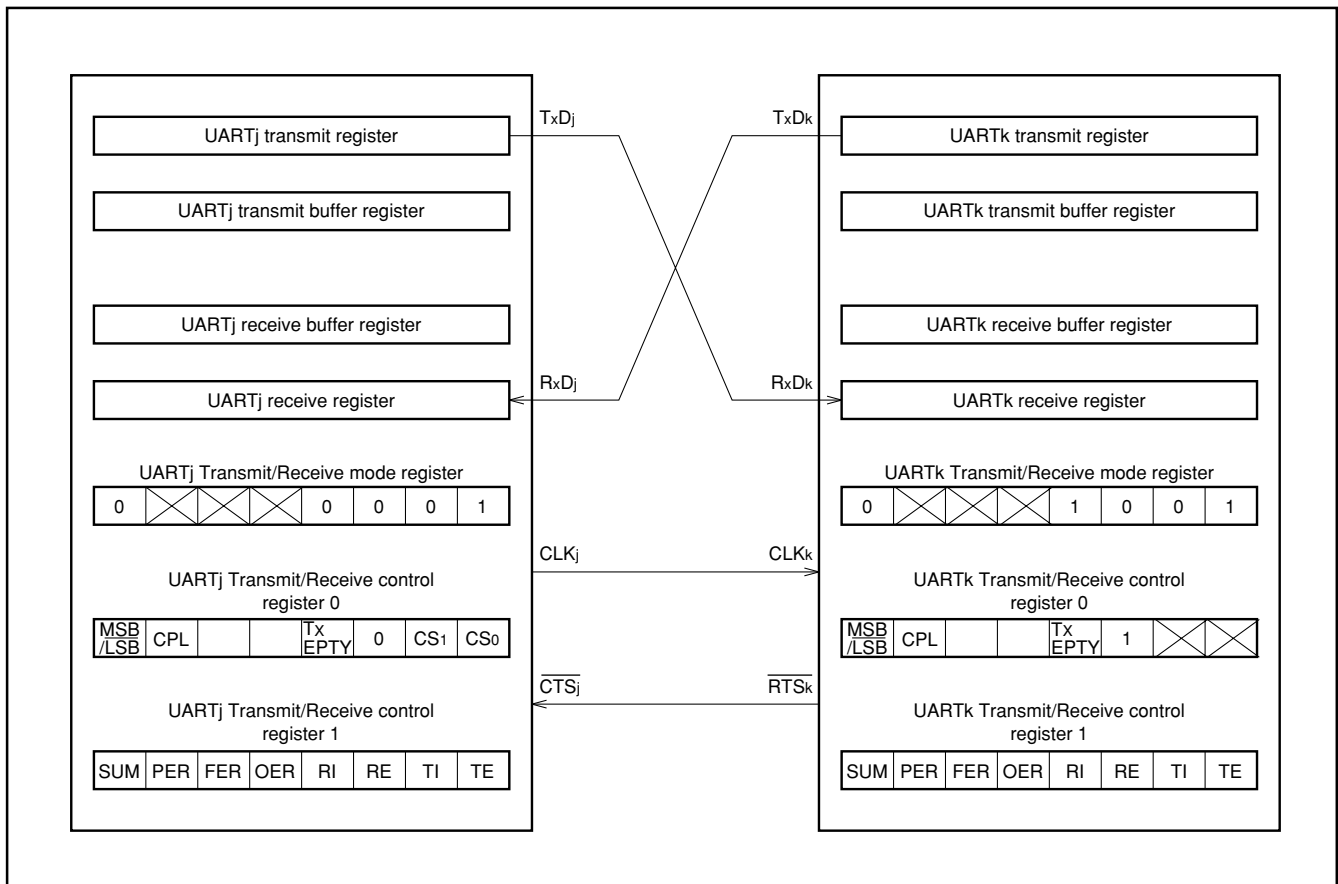 UARTj transmit register
UARTj transmit buffer register
UARTj receive buffer register
UARTj receive register
UARTj Transmit/Receive mode register
0 0 0 0 1
UARTj Transmit/Receive control
register 0
MSB
/LSB CPL Tx
EPTY 0 CS1 CS0
UARTj Transmit/Receive control
register 1
SUM PER FER OER RI RE TI TE
TxDj TxDk
RxDj RxDk
CLKj CLKk
CTSj RTSk
UARTk transmit register
UARTk transmit buffer register
UARTk receive buffer register
UARTk receive register
UARTk Transmit/Receive mode register
0 1 0 0 1
UARTk Transmit/Receive control
register 0
MSB
/LSB CPL Tx
EPTY 1
UARTk Transmit/Receive control
register 1
SUM PER FER OER RI RE TI TE